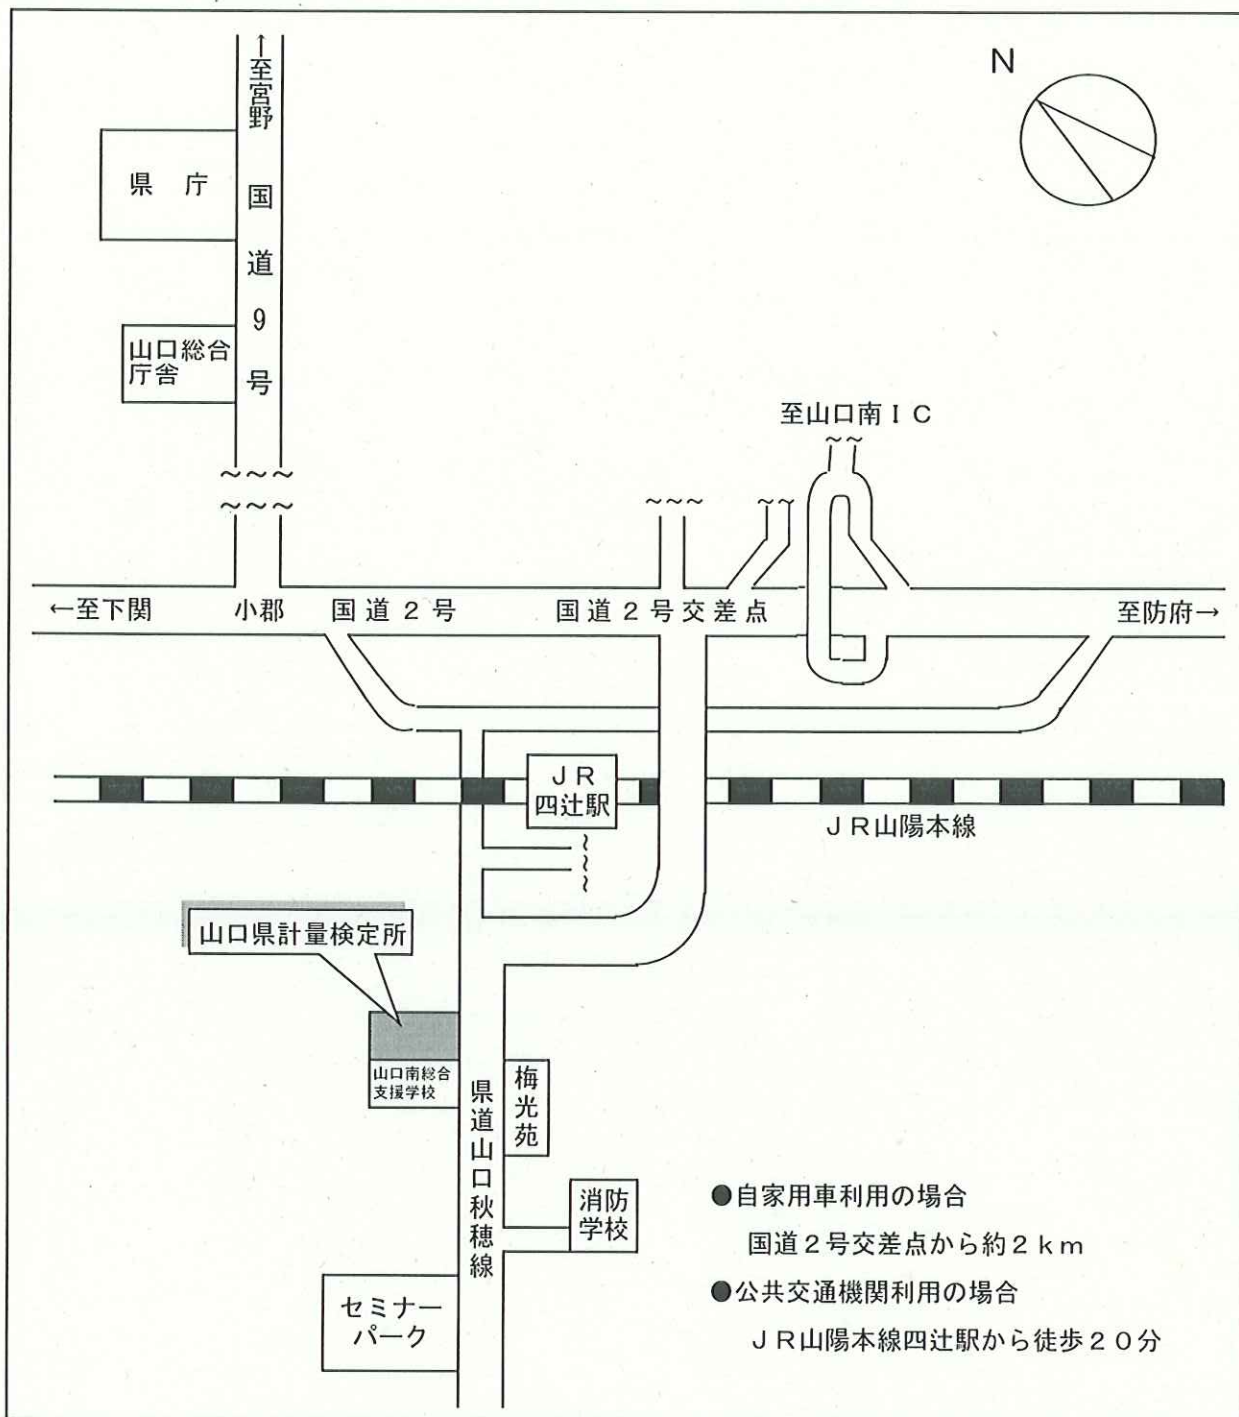 N
↑至宮野 国道9号
県 庁
山口総合
庁舎
至山口南IC
~~~
~~
~~
~~~
~~~
←至下関
小郡
国道2号
国道2号交差点
至防府→
JR
四辻駅
JR山陽本線
~~~
山口県計量検定所
山口南総合
支援学校
県道山口秋穂線
梅光苑
消防
学校
セミナー
パーク
●自家用車利用の場合
国道2号交差点から約2km
●公共交通機関利用の場合
JR山陽本線四辻駅から徒歩20分